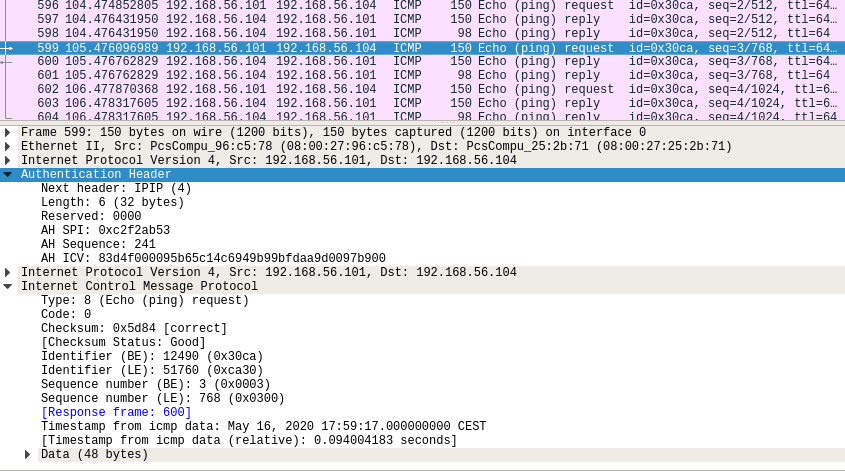 596 104.474852805 192.168.56.101 192.168.56.104 ICMP 150 Echo (ping) request id=0x30ca, seq=2/512, ttl=64…
597 104.476431950 192.168.56.104 192.168.56.101 ICMP 150 Echo (ping) reply id=0x30ca, seq=2/512, ttl=64…
598 104.476431950 192.168.56.104 192.168.56.101 ICMP 98 Echo (ping) reply id=0x30ca, seq=2/512, ttl=64
599 105.476096989 192.168.56.101 192.168.56.104 ICMP 150 Echo (ping) request id=0x30ca, seq=3/768, ttl=64…
600 105.476762829 192.168.56.104 192.168.56.101 ICMP 150 Echo (ping) reply id=0x30ca, seq=3/768, ttl=64…
601 105.476762829 192.168.56.104 192.168.56.101 ICMP 98 Echo (ping) reply id=0x30ca, seq=3/768, ttl=64
602 106.477870368 192.168.56.101 192.168.56.104 ICMP 150 Echo (ping) request id=0x30ca, seq=4/1024, ttl=6…
603 106.478317605 192.168.56.104 192.168.56.101 ICMP 150 Echo (ping) reply id=0x30ca, seq=4/1024, ttl=6…
604 106.478317605 192.168.56.104 192.168.56.101 ICMP 98 Echo (ping) reply id=0x30ca, seq=4/1024, ttl=64
Frame 599: 150 bytes on wire (1200 bits), 150 bytes captured (1200 bits) on interface 0
Ethernet II, Src: PcsCompu_96:c5:78 (08:00:27:96:c5:78), Dst: PcsCompu_25:2b:71 (08:00:27:25:2b:71)
Internet Protocol Version 4, Src: 192.168.56.101, Dst: 192.168.56.104
Authentication Header
Next header: IPIP (4)
Length: 6 (32 bytes)
Reserved: 0000
AH SPI: 0xc2f2ab53
AH Sequence: 241
AH ICV: 83d4f000095b65c14c6949b99bfdaa9d0097b900
Internet Protocol Version 4, Src: 192.168.56.101, Dst: 192.168.56.104
Internet Control Message Protocol
Type: 8 (Echo (ping) request)
Code: 0
Checksum: 0x5d84 [correct]
[Checksum Status: Good]
Identifier (BE): 12490 (0x30ca)
Identifier (LE): 51760 (0xca30)
Sequence number (BE): 3 (0x0003)
Sequence number (LE): 768 (0x0300)
[Response frame: 600]
Timestamp from icmp data: May 16, 2020 17:59:17.000000000 CEST
[Timestamp from icmp data (relative): 0.094004183 seconds]
Data (48 bytes)